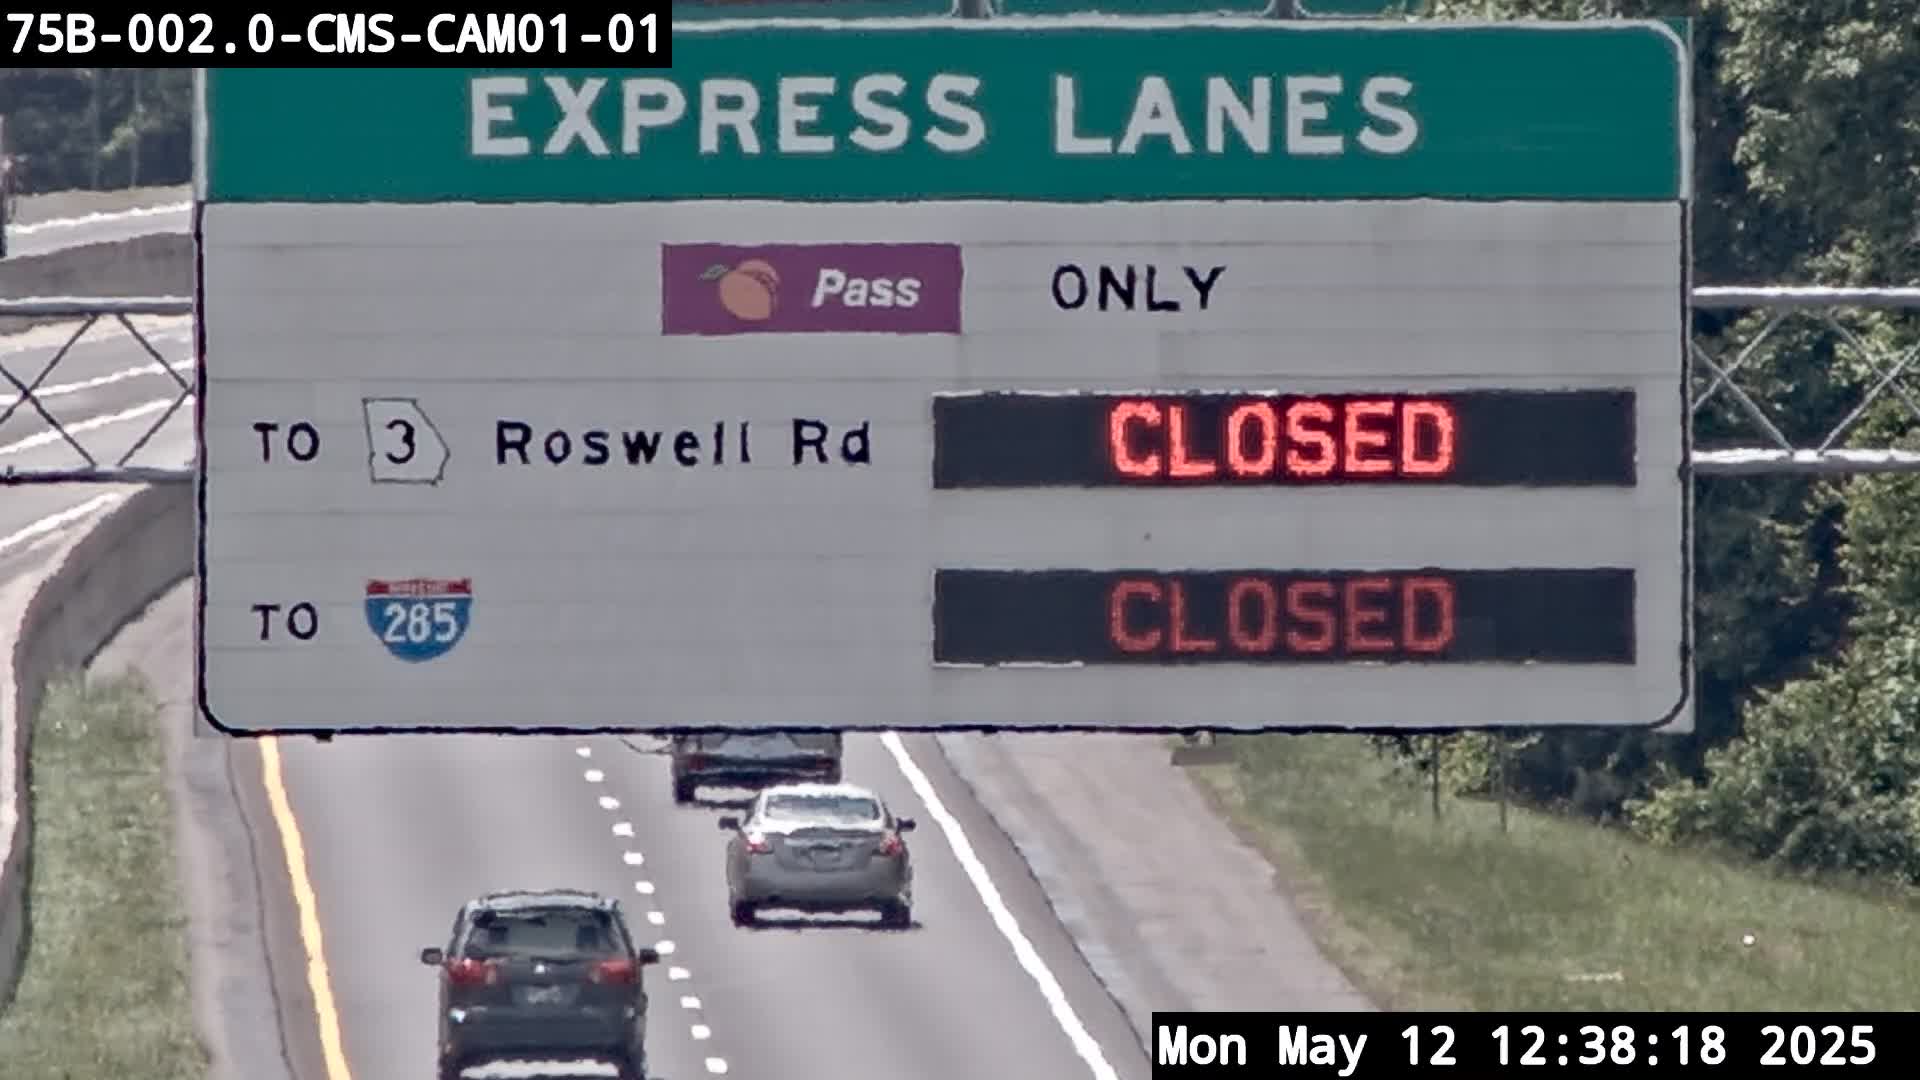 75B-002.0-CMS-CAM01-01
EXPRESS LANES
Pass ONLY
TO 3 Roswell Rd CLOSED
TO 285 CLOSED
Mon May 12 12:38:18 2025